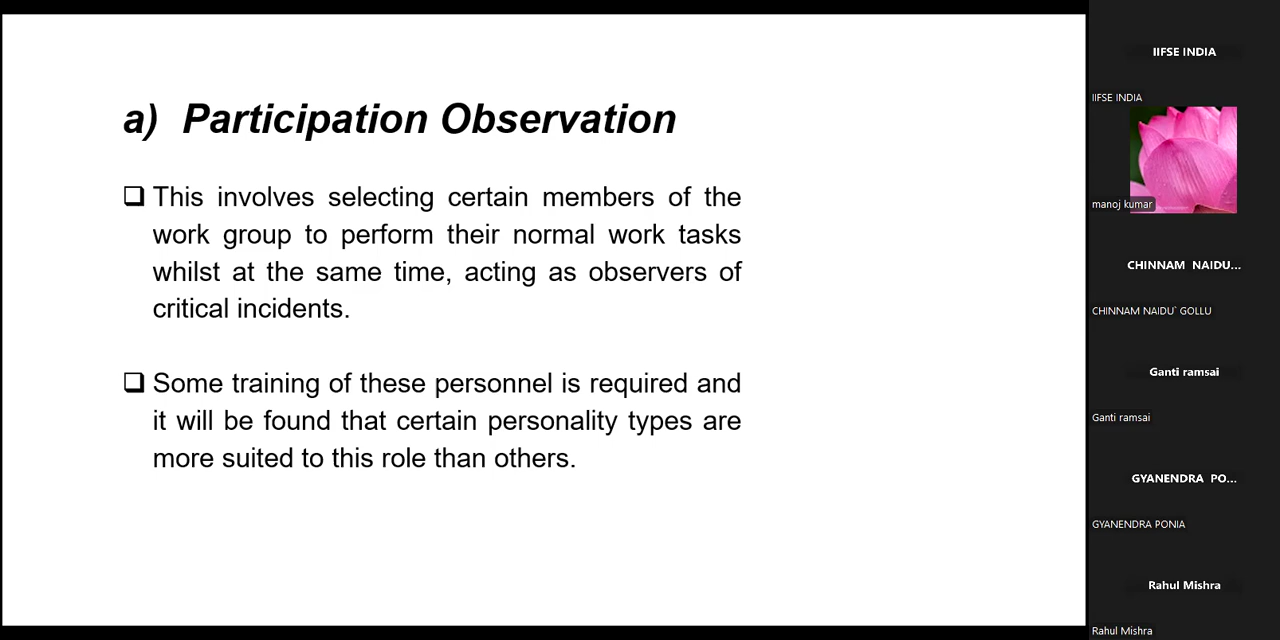 a) Participation Observation
❑ This involves selecting certain members of the
work group to perform their normal work tasks
whilst at the same time, acting as observers of
critical incidents.
❑ Some training of these personnel is required and
it will be found that certain personality types are
more suited to this role than others.
IIFSE INDIA
IIFSE INDIA
manoj kumar
CHINNAM NAIDU...
CHINNAM NAIDU` GOLLU
Ganti ramsai
Ganti ramsai
GYANENDRA PO...
GYANENDRA PONIA
Rahul Mishra
Rahul Mishra